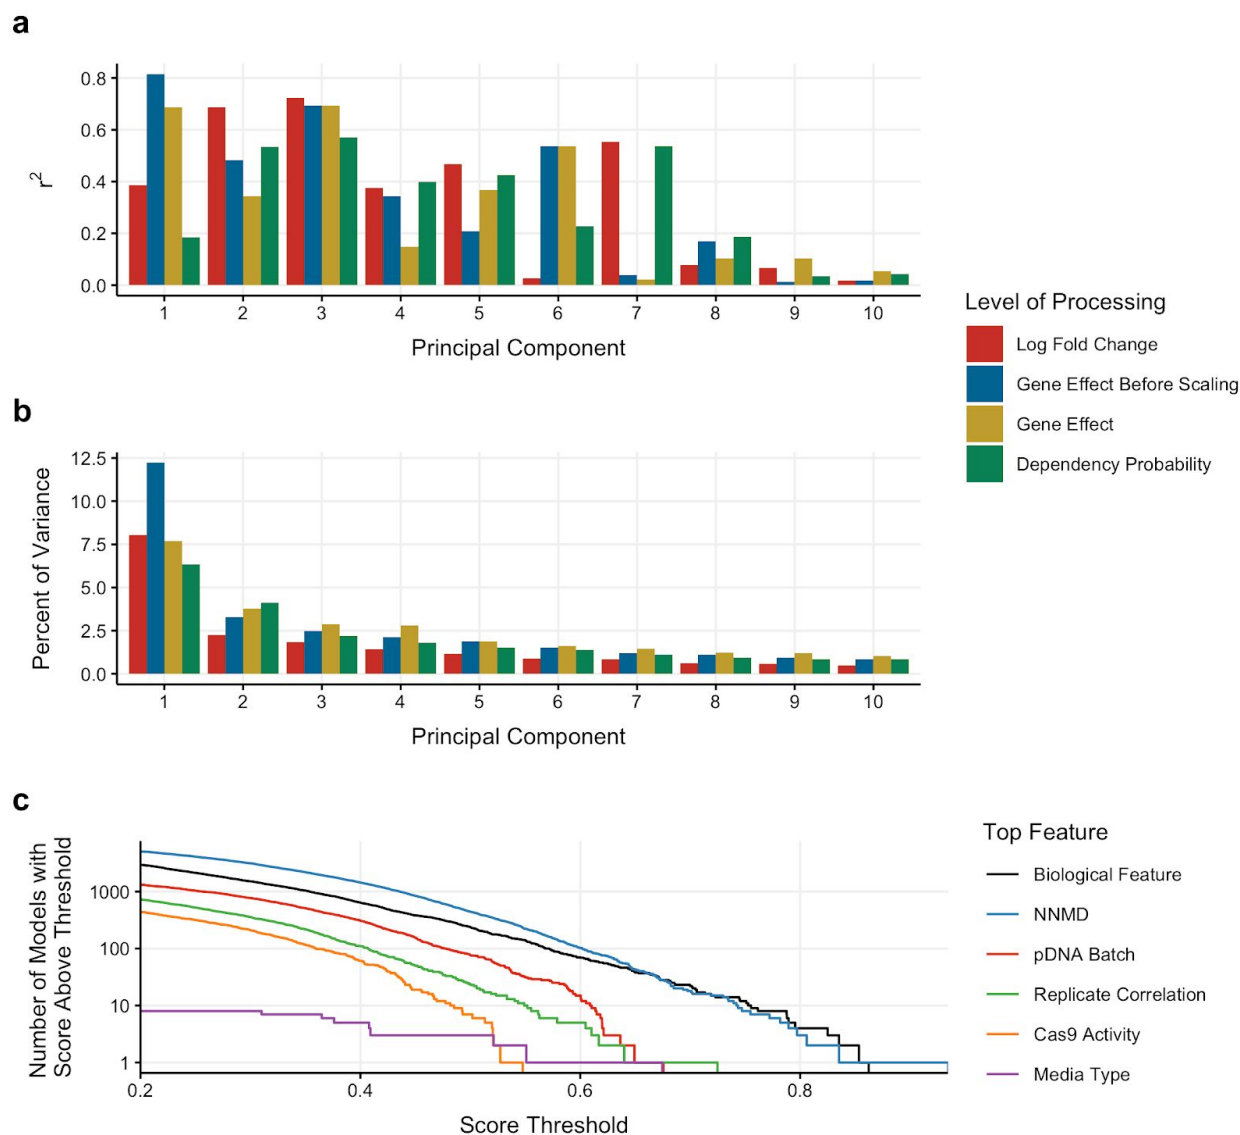 a
r²
0.8
0.6
0.4
0.2
0.0
1 2 3 4 5 6 7 8 9 10
Principal Component
Level of Processing
Log Fold Change
Gene Effect Before Scaling
Gene Effect
Dependency Probability
b
Percent of Variance
12.5
10.0
7.5
5.0
2.5
0.0
1 2 3 4 5 6 7 8 9 10
Principal Component
c
Number of Models with
Score Above Threshold
1000
100
10
1
0.2 0.4 0.6 0.8
Score Threshold
Top Feature
Biological Feature
NNMD
pDNA Batch
Replicate Correlation
Cas9 Activity
Media Type